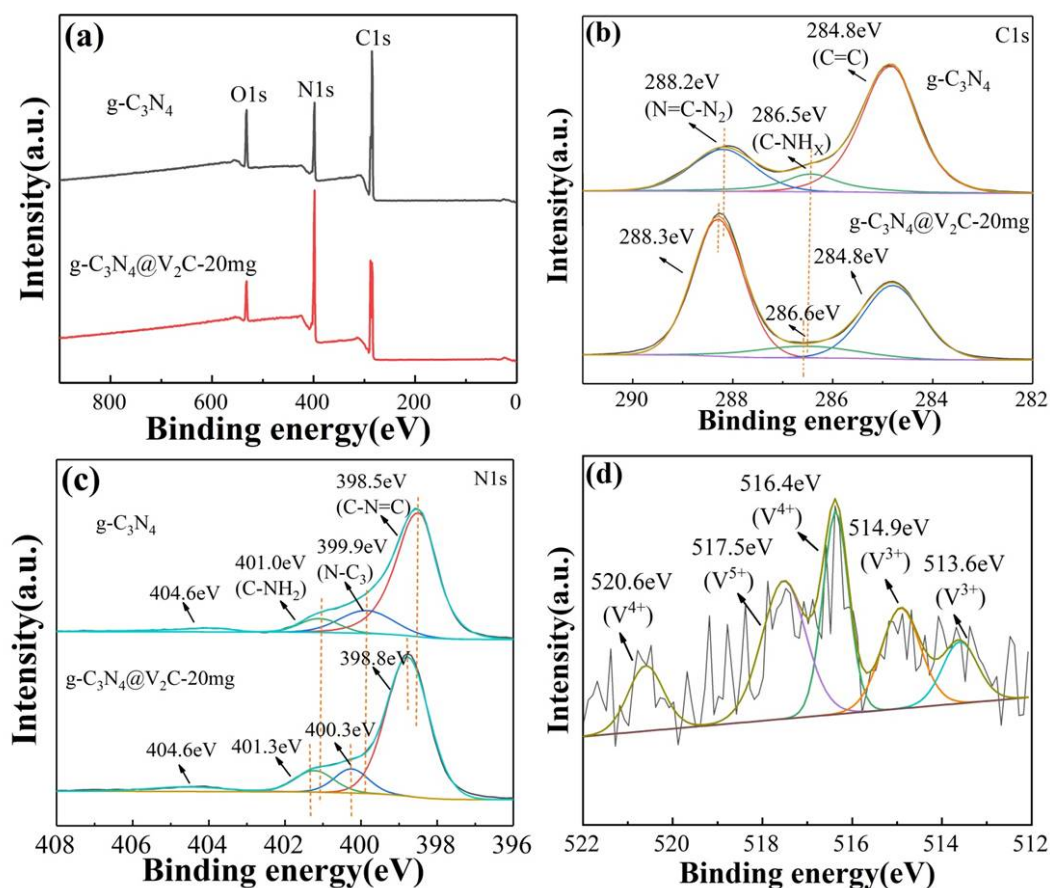 (a)
C1s
g-C₃N₄
O1s
N1s
g-C₃N₄@V₂C-20mg
Intensity(a.u.)
800
600
400
200
0
Binding energy(eV)
(b)
284.8eV
C1s
(C=C)
288.2eV
g-C₃N₄
(N=C-N₂)
286.5eV
(C-NHₓ)
g-C₃N₄@V₂C-20mg
288.3eV
284.8eV
286.6eV
Intensity(a.u.)
290
288
286
284
282
Binding energy(eV)
(c)
398.5eV
N1s
(C-N=C)
g-C₃N₄
399.9eV
401.0eV
(N-C₃)
(C-NH₂)
404.6eV
398.8eV
g-C₃N₄@V₂C-20mg
400.3eV
401.3eV
404.6eV
Intensity(a.u.)
408
406
404
402
400
398
396
Binding energy(eV)
(d)
516.4eV
(V⁴⁺)
514.9eV
517.5eV
(V³⁺)
513.6eV
(V⁵⁺)
520.6eV
(V³⁺)
(V⁴⁺)
Intensity(a.u.)
522
520
518
516
514
512
Binding energy(eV)